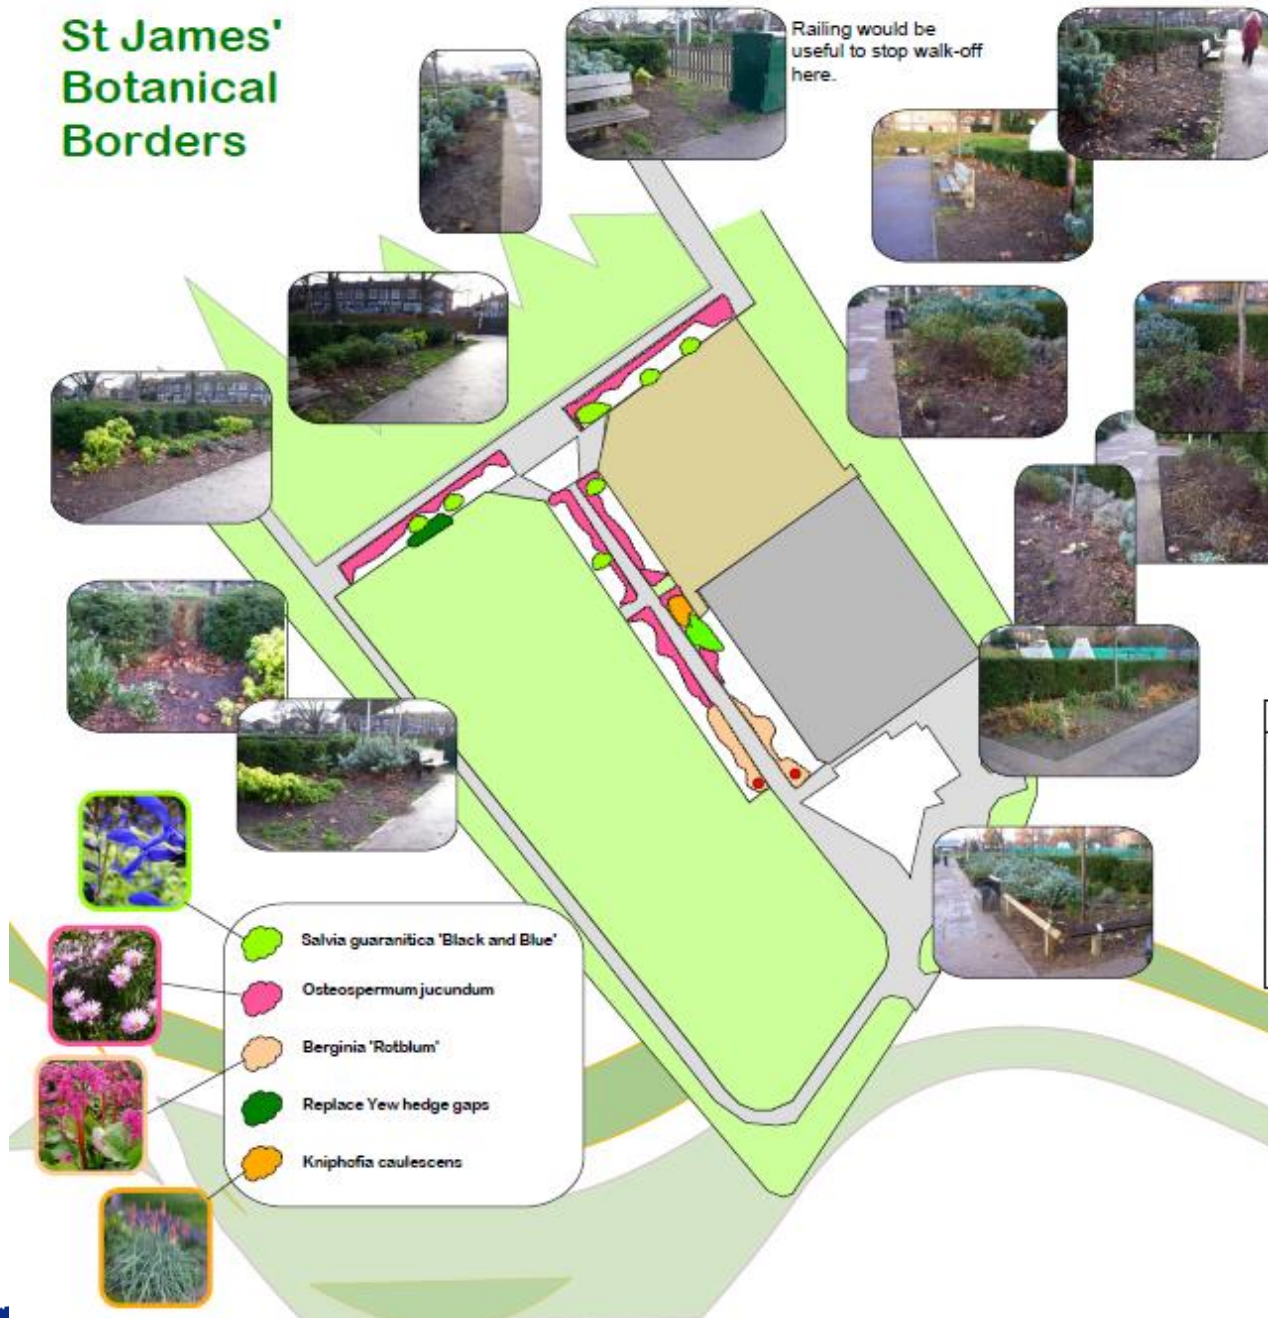 St James'
Botanical
Borders
Railing would be
useful to stop walk-off
here.
Salvia guaranitica 'Black and Blue'
Osteospermum jucundum
Berginia 'Rotblum'
Replace Yew hedge gaps
Kniphofia caulescens